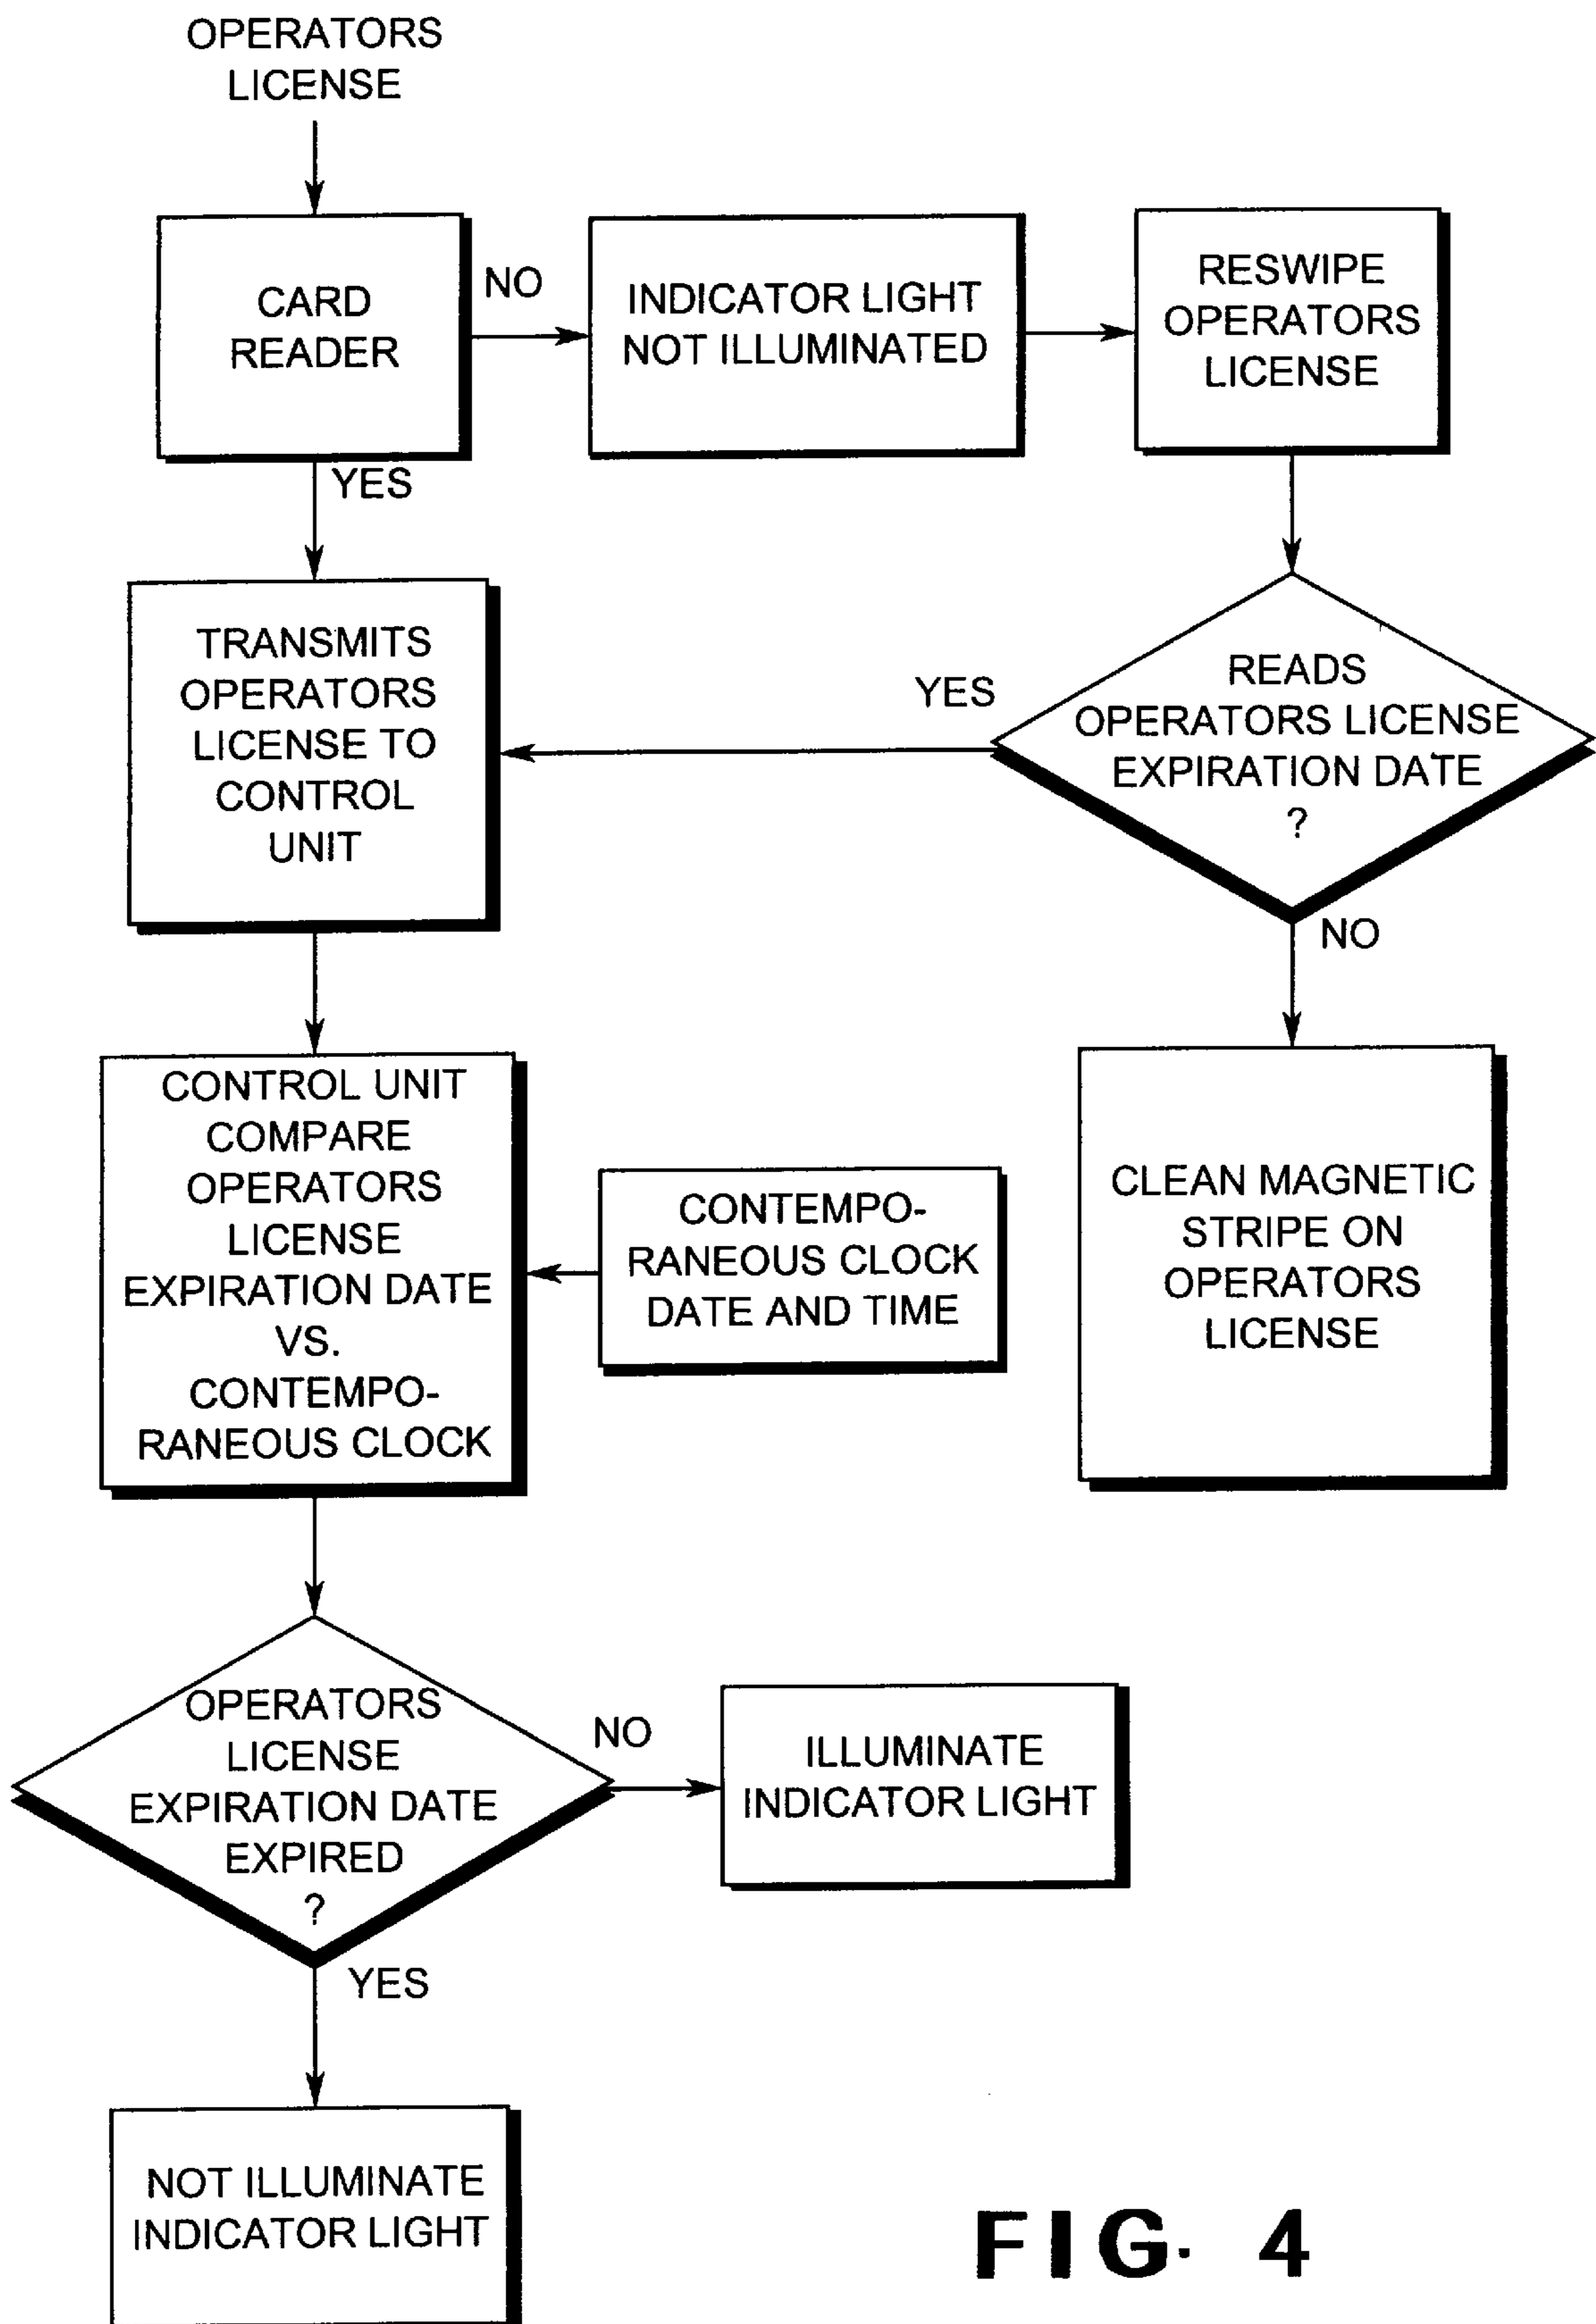 OPERATORS
LICENSE
CARD
READER
NO
INDICATOR LIGHT
NOT ILLUMINATED
RESWIPE
OPERATORS
LICENSE
YES
TRANSMITS
OPERATORS
LICENSE TO
CONTROL
UNIT
YES
READS
OPERATORS LICENSE
EXPIRATION DATE
?
NO
CONTROL UNIT
COMPARE
OPERATORS
LICENSE
EXPIRATION DATE
VS.
CONTEMPO-
RANEOUS CLOCK
CONTEMPO-
RANEOUS CLOCK
DATE AND TIME
CLEAN MAGNETIC
STRIPE ON
OPERATORS
LICENSE
OPERATORS
LICENSE
EXPIRATION DATE
EXPIRED
?
NO
ILLUMINATE
INDICATOR LIGHT
YES
NOT ILLUMINATE
INDICATOR LIGHT
FIG. 4